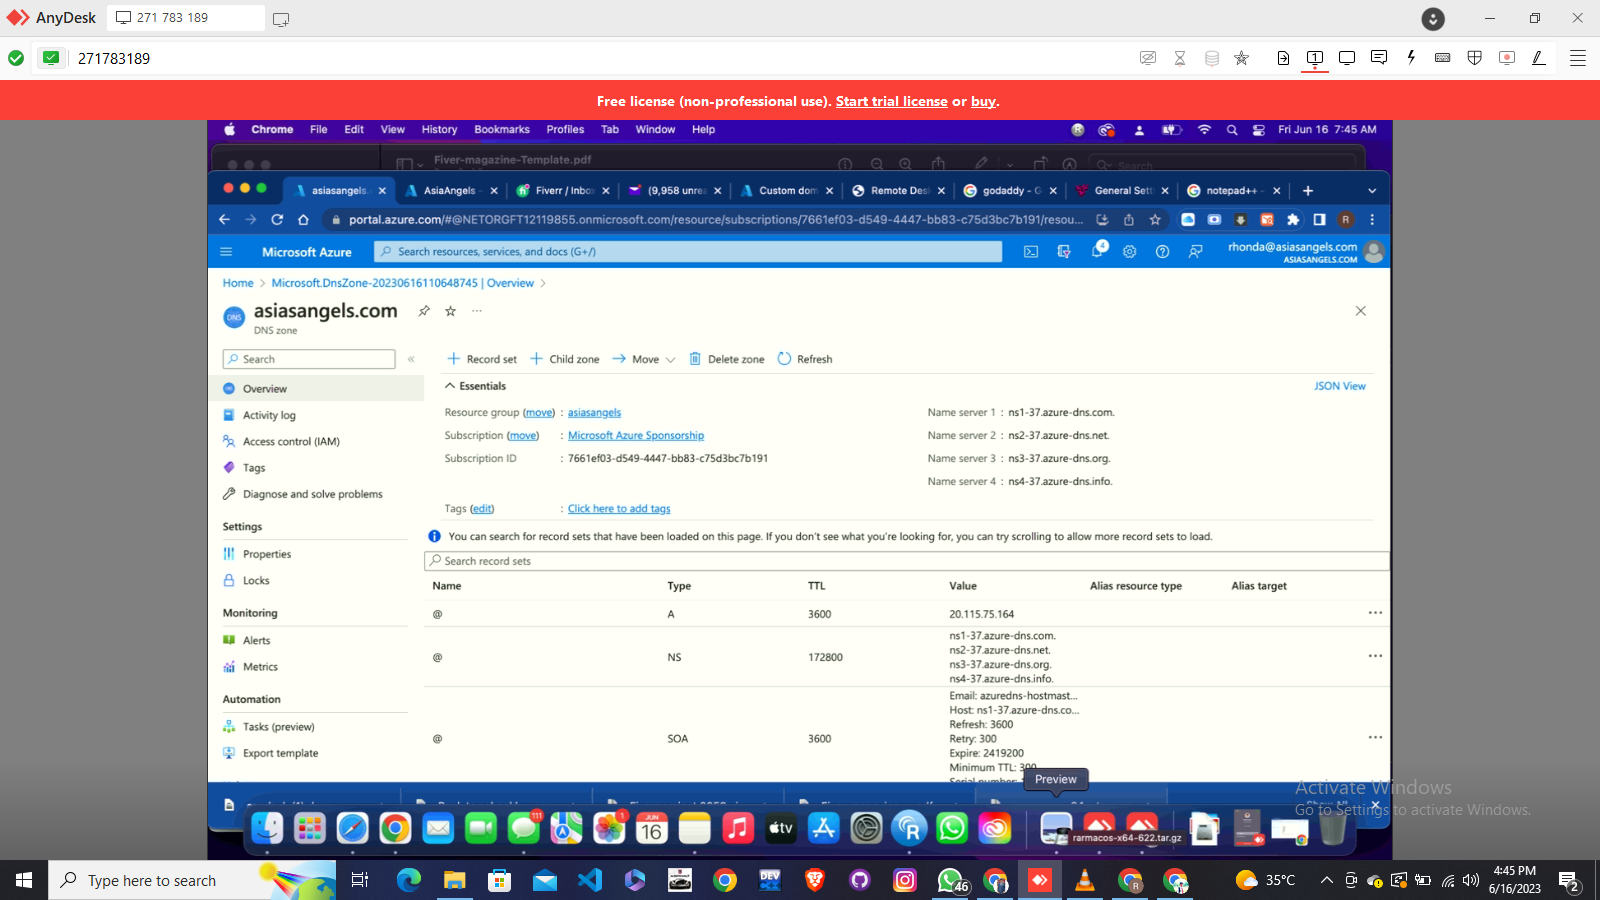 AnyDesk 271 783 189
271783189
Free license (non-professional use). Start trial license or buy.
Chrome File Edit View History Bookmarks Profiles Tab Window Help Fri Jun 16 7:45 AM
Fiver-magazine-Template.pdf
Search
asiasangels. AsiaAngels - Fiverr / Inbo (9,958 unre Custom dom Remote Des godaddy - G General Sett notepad++ -
portal.azure.com/#@NETORGFT12119855.onmicrosoft.com/resource/subscriptions/7661ef03-d549-4447-bb83-c75d3bc7b191/resou...
Microsoft Azure Search resources, services, and docs (G+/) 4 rhonda@asiasangels.com
ASIASANGELS.COM
Home > Microsoft.DnsZone-20230616110648745 | Overview >
DNS asiasangels.com ...
DNS zone
Search «
Record set Child zone Move Delete zone Refresh
Overview
Activity log
Access control (IAM)
Tags
Diagnose and solve problems
Settings
Properties
Locks
Monitoring
Alerts
Metrics
Automation
Tasks (preview)
Export template
Essentials JSON View
Resource group (move) : asiasangels Name server 1 : ns1-37.azure-dns.com.
Subscription (move) : Microsoft Azure Sponsorship Name server 2 : ns2-37.azure-dns.net.
Subscription ID : 7661ef03-d549-4447-bb83-c75d3bc7b191 Name server 3 : ns3-37.azure-dns.org.
Name server 4 : ns4-37.azure-dns.info.
Tags (edit) : Click here to add tags
You can search for record sets that have been loaded on this page. If you don't see what you're looking for, you can try scrolling to allow more record sets to load.
Search record sets
Name Type TTL Value Alias resource type Alias target
@ A 3600 20.115.75.164 ...
@ NS 172800 ns1-37.azure-dns.com.
ns2-37.azure-dns.net.
ns3-37.azure-dns.org.
ns4-37.azure-dns.info.
@ SOA 3600 Email: azuredns-hostmast...
Host: ns1-37.azure-dns.co...
Refresh: 3600
Retry: 300
Expire: 2419200
Minimum TTL: 300
Preview
Activate Windows
Go to Settings to activate Windows.
111 JUN 16 1 tv
rarmacos-x64-622.tar.gz
Type here to search DEV 46 R 35°C 4:45 PM
6/16/2023
2